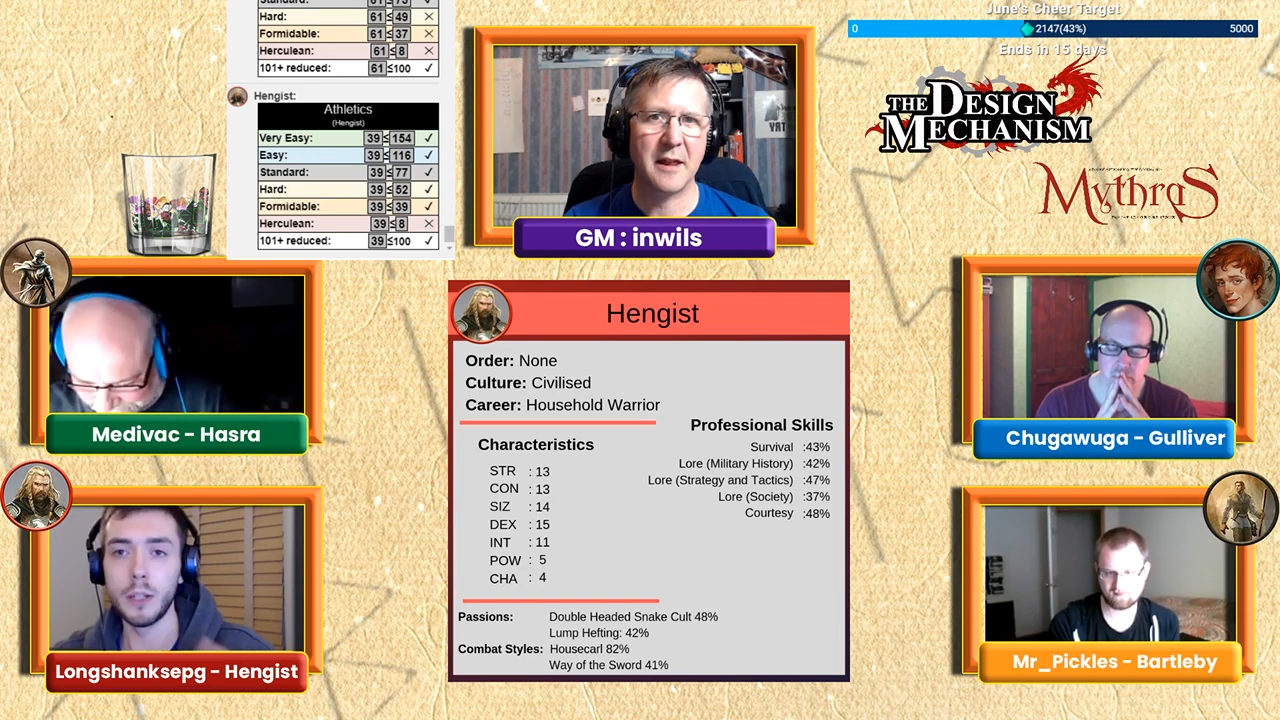 Standard: 61 ≤ 73 ✓
Hard: 61 ≤ 49 ✕
Formidable: 61 ≤ 37 ✕
Herculean: 61 ≤ 8 ✕
101+ reduced: 61 ≤100 ✓
Hengist:
Athletics
(Hengist)
Very Easy: 39 ≤ 154 ✓
Easy: 39 ≤ 116 ✓
Standard: 39 ≤ 77 ✓
Hard: 39 ≤ 52 ✓
Formidable: 39 ≤ 39 ✓
Herculean: 39 ≤ 8 ✕
101+ reduced: 39 ≤100 ✓
GM : inwils
June's Cheer Target
0 2147(43%) 5000
Ends in 15 days
THE DESIGN
MECHANISM
MythraS
Medivac - Hasra
Longshanksepg - Hengist
Chugawuga - Gulliver
Mr_Pickles - Bartleby
Hengist
Order: None
Culture: Civilised
Career: Household Warrior
Characteristics
STR : 13
CON : 13
SIZ : 14
DEX : 15
INT : 11
POW : 5
CHA : 4
Professional Skills
Survival :43%
Lore (Military History) :42%
Lore (Strategy and Tactics) :47%
Lore (Society) :37%
Courtesy :48%
Passions: Double Headed Snake Cult 48%
Lump Hefting: 42%
Combat Styles: Housecarl 82%
Way of the Sword 41%